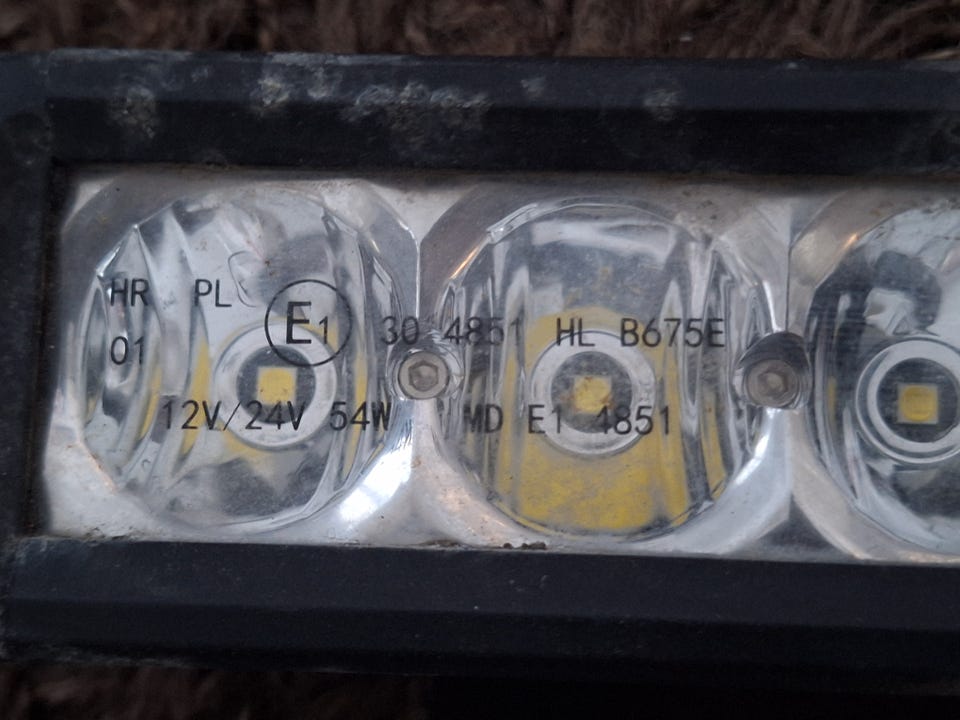 HR PL E1 30 4851 HL B675E
01
12V/24V 54W MD E1 4851